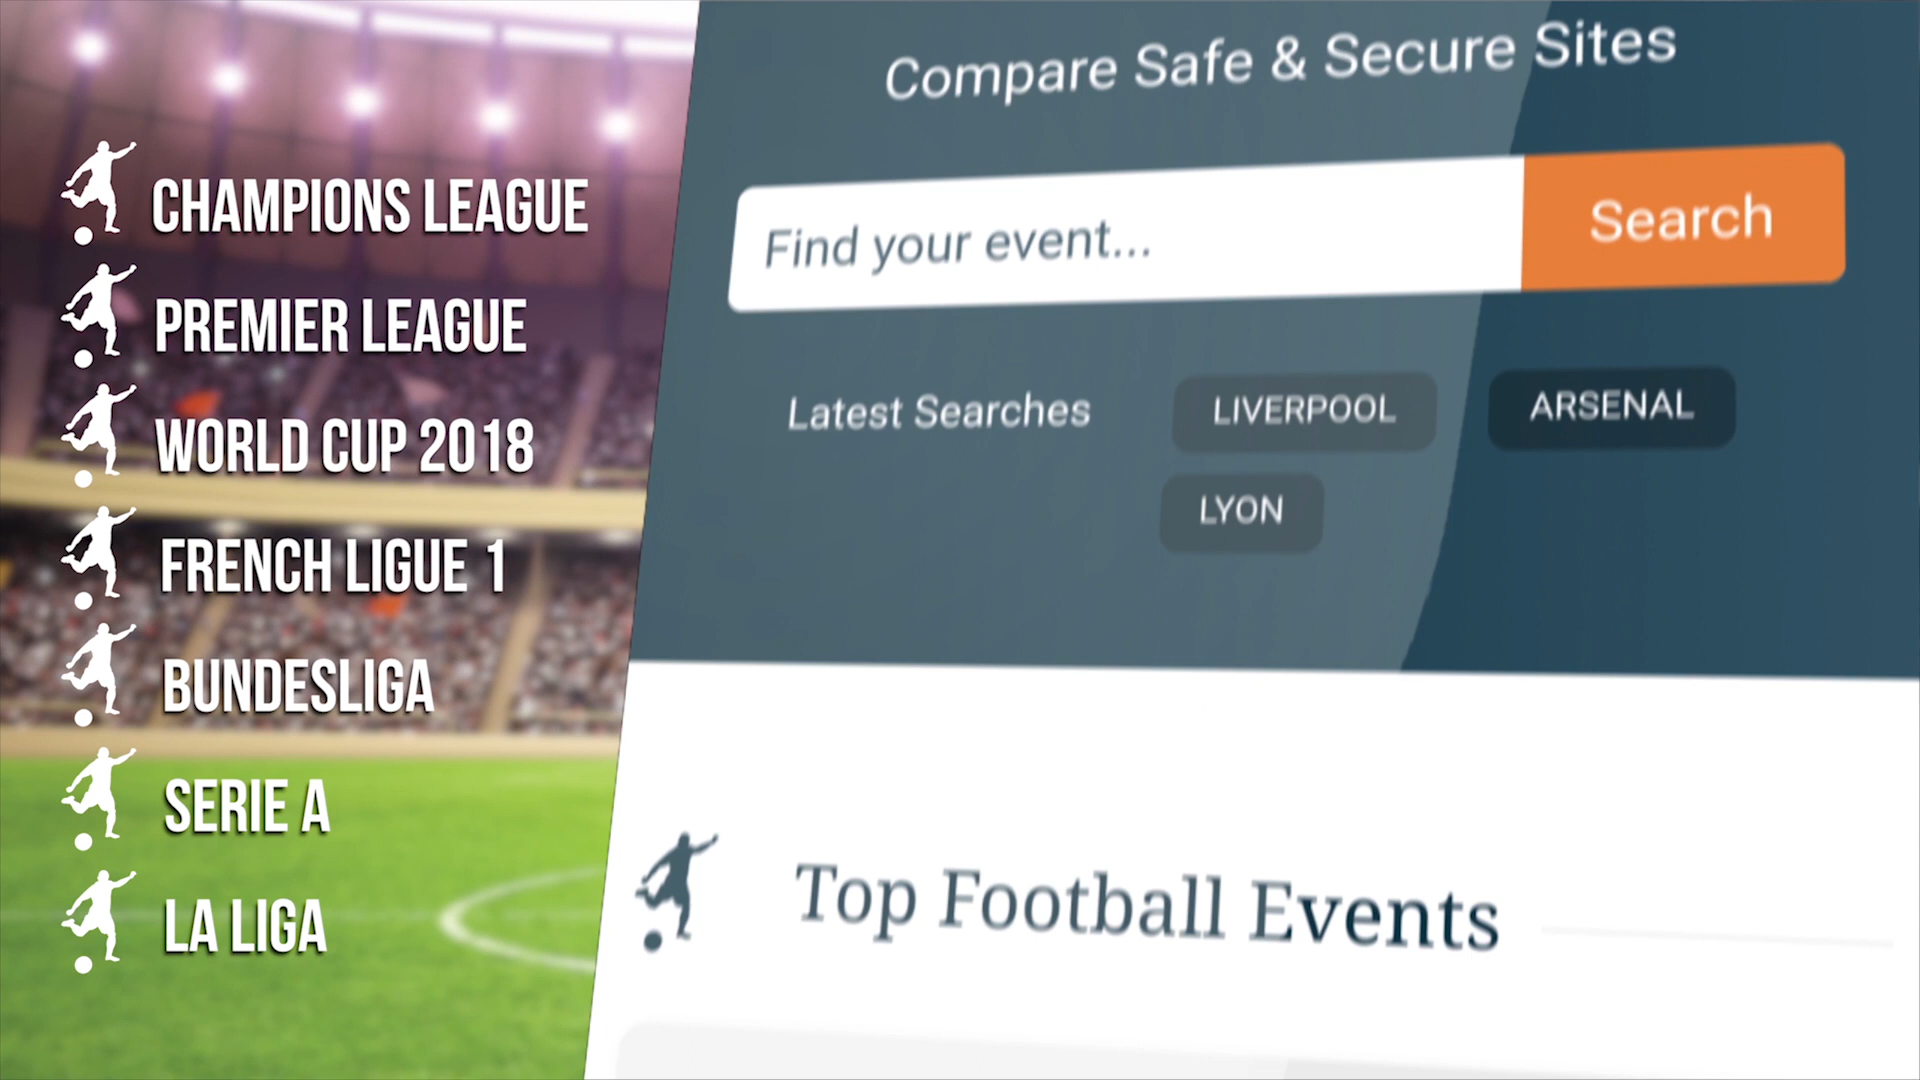 CHAMPIONS LEAGUE
PREMIER LEAGUE
WORLD CUP 2018
FRENCH LIGUE 1
BUNDESLIGA
SERIE A
LA LIGA
Compare Safe & Secure Sites
Find your event...
Search
Latest Searches
LIVERPOOL
ARSENAL
LYON
Top Football Events